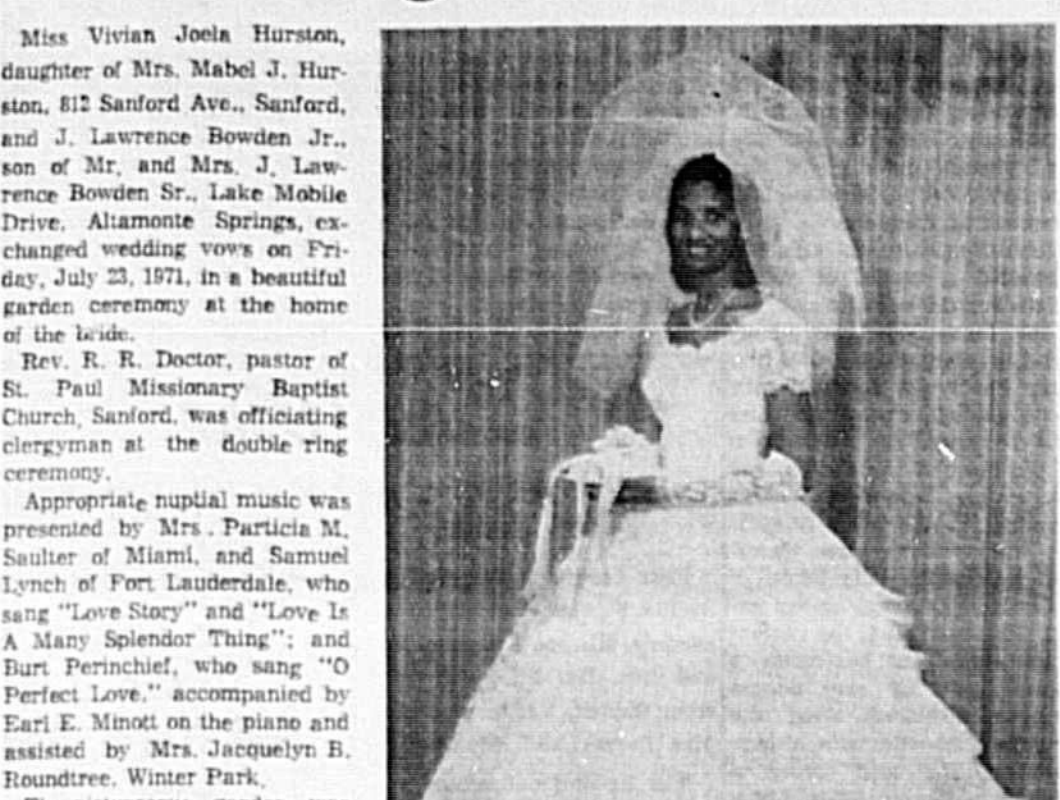 Miss Vivian Joela Hurston,
daughter of Mrs. Mabel J. Hur-
ston, 812 Sanford Ave., Sanford,
and J. Lawrence Bowden Jr.,
son of Mr. and Mrs. J. Law-
rence Bowden Sr., Lake Mobile
Drive, Altamonte Springs, ex-
changed wedding vows on Fri-
day, July 23, 1971, in a beautiful
garden ceremony at the home
of the bride.
Rev. R. R. Doctor, pastor of
St. Paul Missionary Baptist
Church, Sanford, was officiating
clergyman at the double ring
ceremony.
Appropriate nuptial music was
presented by Mrs. Particia M.
Saulter of Miami, and Samuel
Lynch of Fort Lauderdale, who
sang "Love Story" and "Love Is
A Many Splendor Thing"; and
Burt Perinchief, who sang "O
Perfect Love," accompanied by
Earl E. Minott on the piano and
assisted by Mrs. Jacquelyn B.
Roundtree, Winter Park.